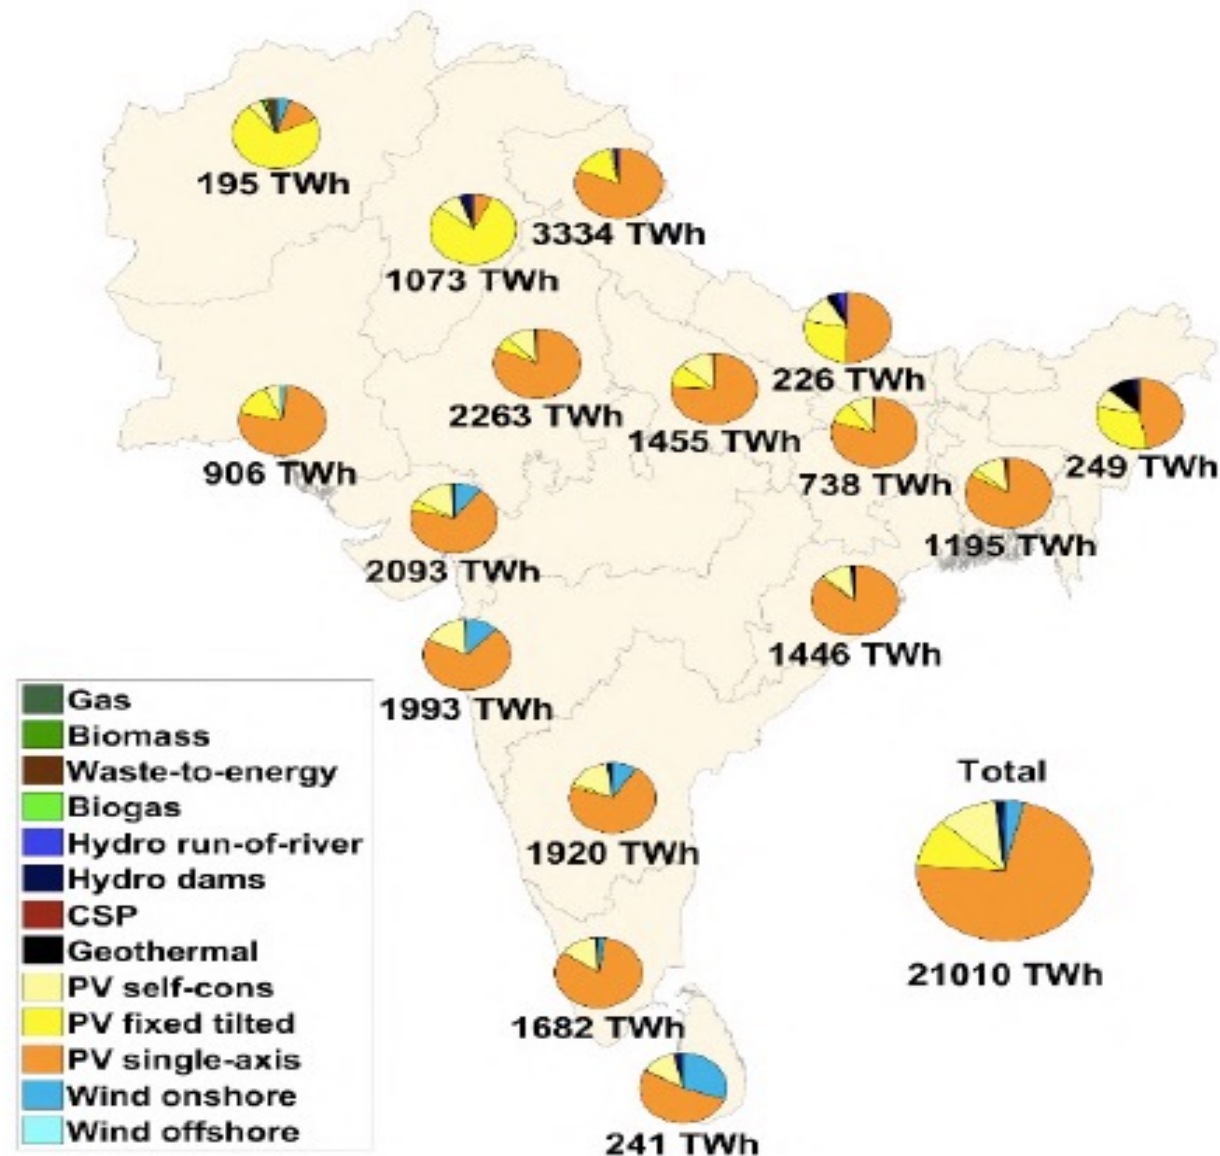 195 TWh
3334 TWh
1073 TWh
226 TWh
2263 TWh
1455 TWh
249 TWh
906 TWh
738 TWh
1195 TWh
2093 TWh
1446 TWh
1993 TWh
Gas
Biomass
Waste-to-energy
Biogas
Hydro run-of-river
Hydro dams
CSP
Geothermal
PV self-cons
PV fixed tilted
PV single-axis
Wind onshore
Wind offshore
1920 TWh
Total
21010 TWh
1682 TWh
241 TWh